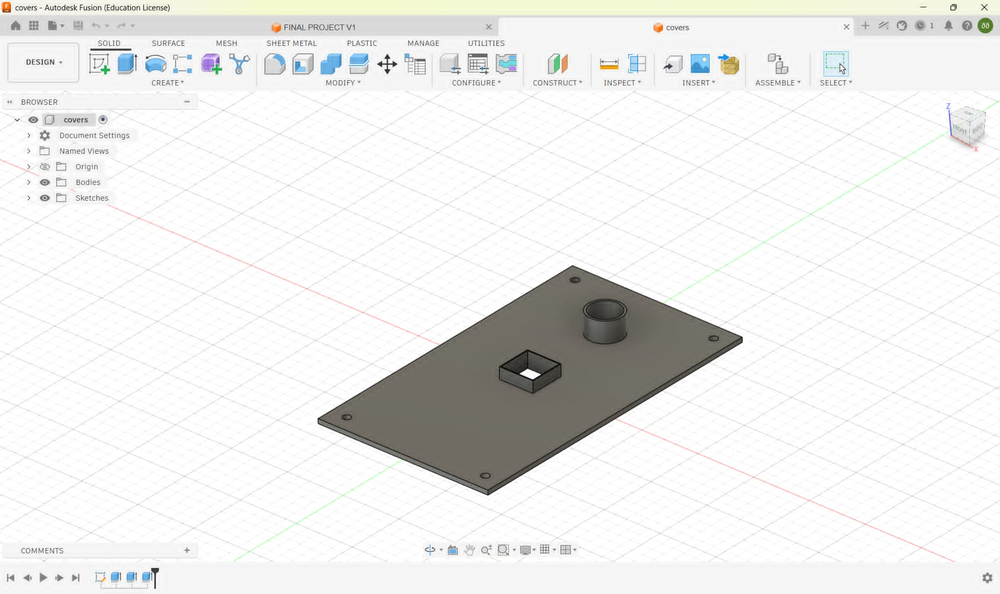 covers - Autodesk Fusion (Education License)
FINAL PROJECT V1
covers
1
ǝǝ
SOLID SURFACE MESH SHEET METAL PLASTIC MANAGE UTILITIES
DESIGN
CREATE MODIFY CONFIGURE CONSTRUCT INSPECT INSERT ASSEMBLE SELECT
BROWSER
covers
Document Settings
Named Views
Origin
Bodies
Sketches
Z
TOP
FRONT RIGHT
X
COMMENTS